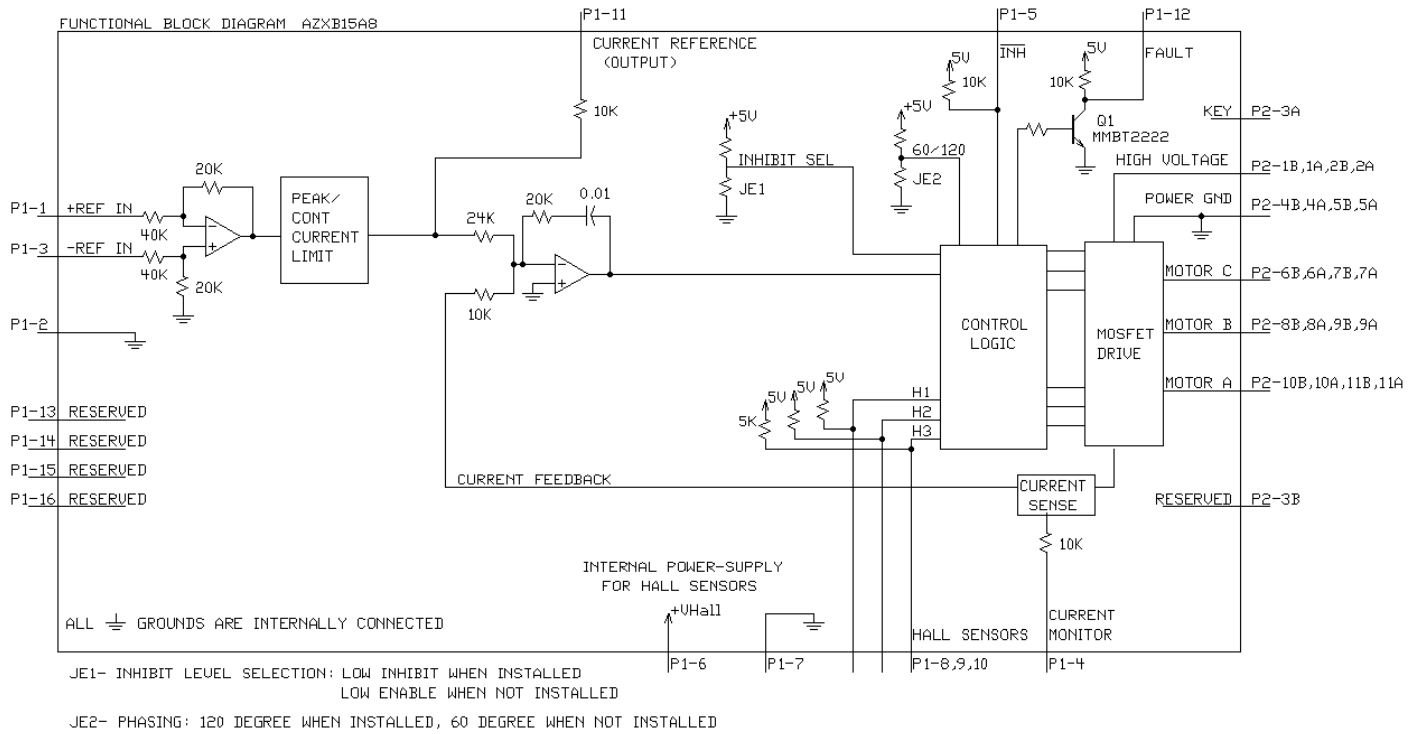 FUNCTIONAL BLOCK DIAGRAM AZXB15A8
P1-11
P1-5
P1-12
CURRENT REFERENCE
(OUTPUT)
INH
FAULT
5V
10K
5V
10K
10K
+5V
+5V
Q1
MMBT2222
KEY P2-3A
INHIBIT SEL
60/120
HIGH VOLTAGE P2-1B,1A,2B,2A
JE1
JE2
POWER GND P2-4B,4A,5B,5A
20K
P1-1 +REF IN
40K
P1-3 -REF IN
40K
20K
PEAK/
CONT
CURRENT
LIMIT
24K
20K
0.01
10K
P1-2
CONTROL
LOGIC
MOSFET
DRIVE
MOTOR C P2-6B,6A,7B,7A
MOTOR B P2-8B,8A,9B,9A
MOTOR A P2-10B,10A,11B,11A
5V
5V
5V
5K
H1
H2
H3
P1-13 RESERVED
P1-14 RESERVED
P1-15 RESERVED
P1-16 RESERVED
CURRENT FEEDBACK
CURRENT
SENSE
RESERVED P2-3B
10K
INTERNAL POWER-SUPPLY
FOR HALL SENSORS
+VHall
ALL GROUNDS ARE INTERNALLY CONNECTED
HALL SENSORS
CURRENT
MONITOR
P1-6
P1-7
P1-8,9,10
P1-4
JE1- INHIBIT LEVEL SELECTION: LOW INHIBIT WHEN INSTALLED
LOW ENABLE WHEN NOT INSTALLED
JE2- PHASING: 120 DEGREE WHEN INSTALLED, 60 DEGREE WHEN NOT INSTALLED